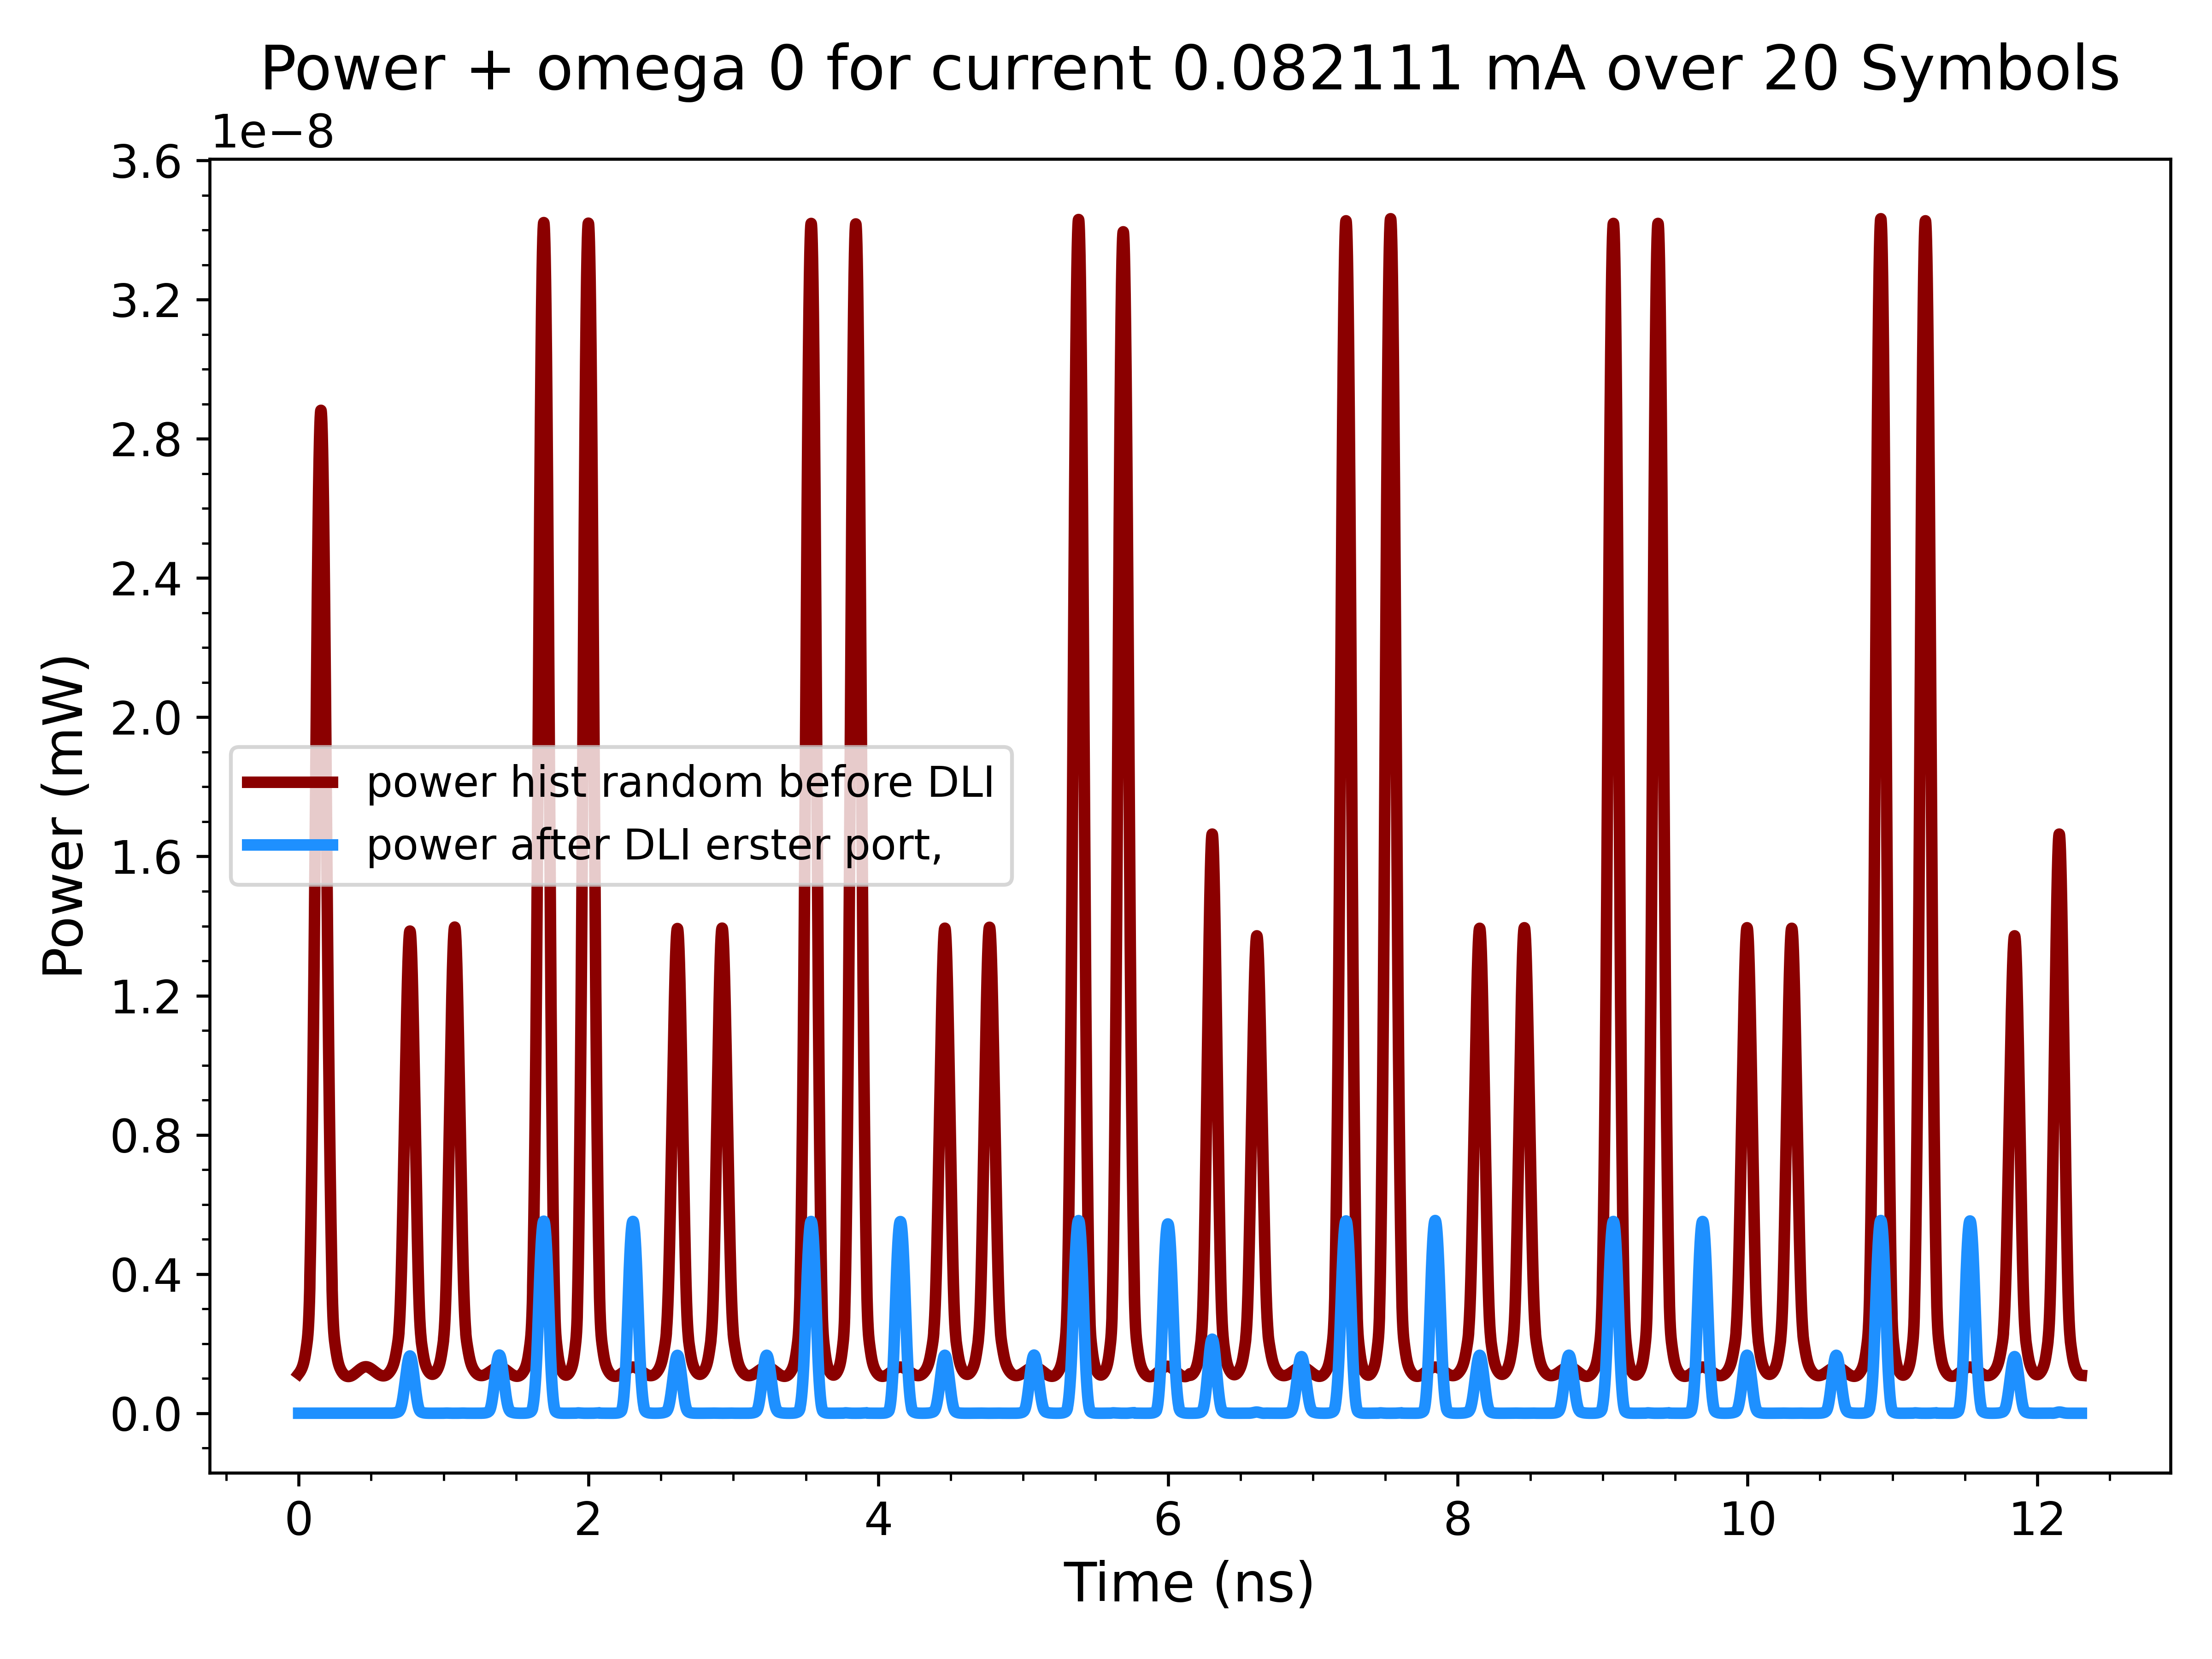 Power + omega 0 for current 0.082111 mA over 20 Symbols
1e−8
3.6
3.2
2.8
2.4
2.0
1.6
1.2
0.8
0.4
0.0
Power (mW)
power hist random before DLI
power after DLI erster port,
0 2 4 6 8 10 12
Time (ns)